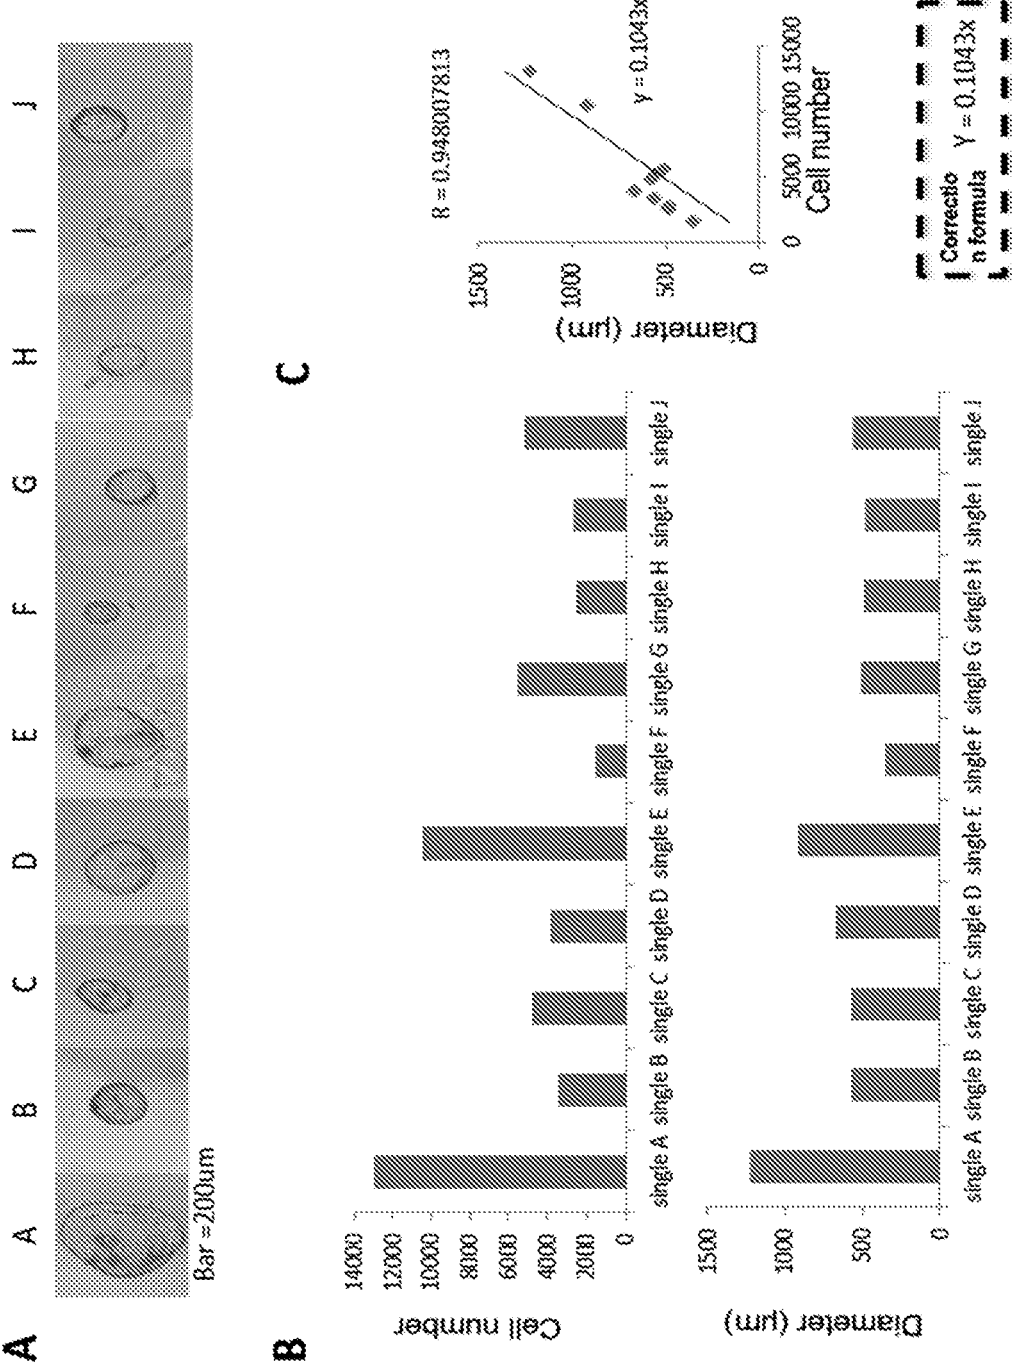 A
A B C D E F G H I J
Bar =200um
B
Cell number
14000
12000
10000
8000
6000
4000
2000
0
single A single B single C single D single E single F single G single H single I single J
Diameter (μm)
1500
1000
500
0
single A single B single C single D single E single F single G single H single I single J
C
R = 0.9480007813
Diameter (μm)
1500
1000
500
0
y = 0.1043x
0 5000 10000 15000
Cell number
Correctio
n formula
Y = 0.1043x